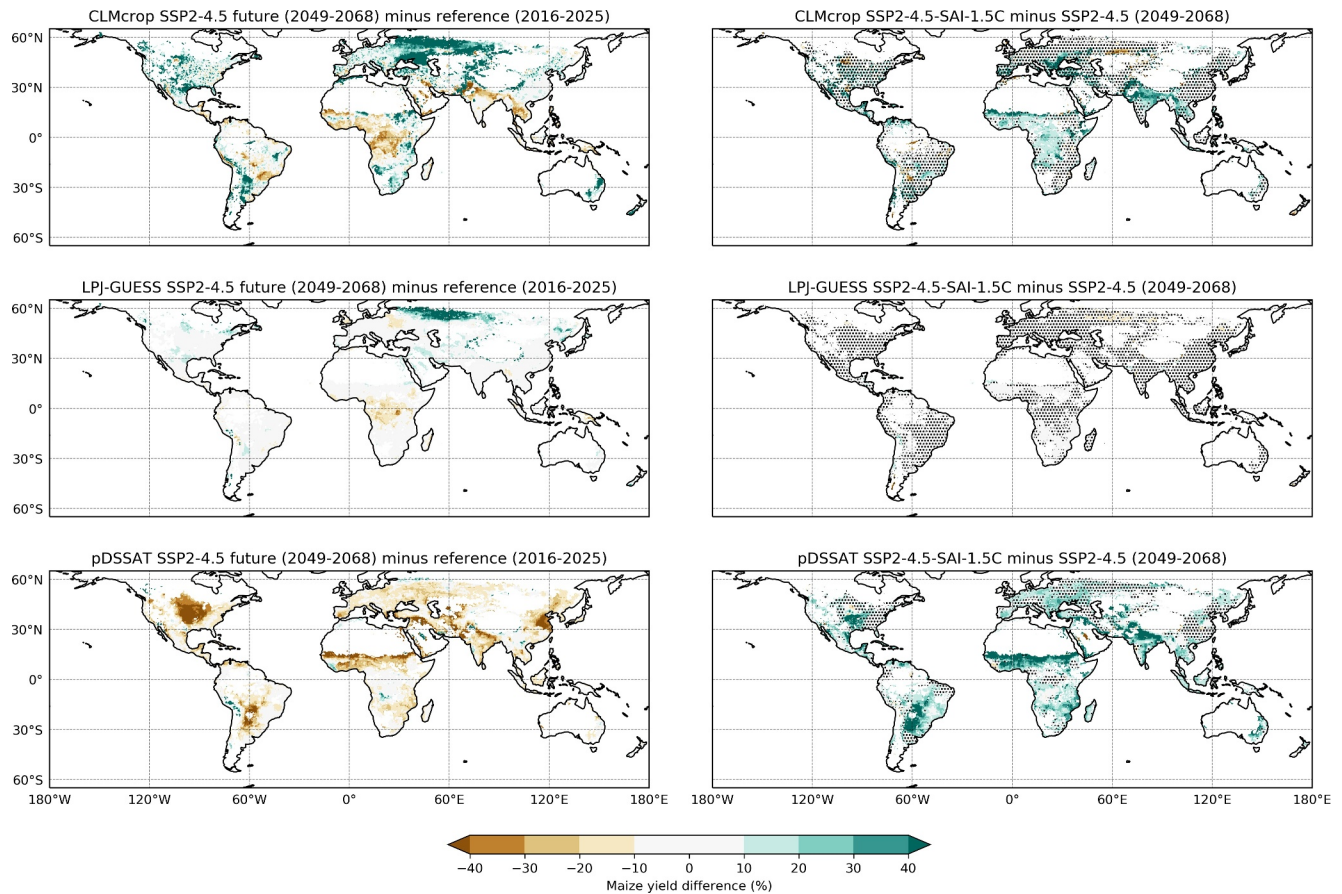 CLMcrop SSP2-4.5 future (2049-2068) minus reference (2016-2025)
CLMcrop SSP2-4.5-SAI-1.5C minus SSP2-4.5 (2049-2068)
60°N
30°N
0°
30°S
60°S
LPJ-GUESS SSP2-4.5 future (2049-2068) minus reference (2016-2025)
LPJ-GUESS SSP2-4.5-SAI-1.5C minus SSP2-4.5 (2049-2068)
60°N
30°N
0°
30°S
60°S
pDSSAT SSP2-4.5 future (2049-2068) minus reference (2016-2025)
pDSSAT SSP2-4.5-SAI-1.5C minus SSP2-4.5 (2049-2068)
60°N
30°N
0°
30°S
60°S
180°W 120°W 60°W 0° 60°E 120°E 180°E
180°W 120°W 60°W 0° 60°E 120°E 180°E
−40 −30 −20 −10 0 10 20 30 40
Maize yield difference (%)